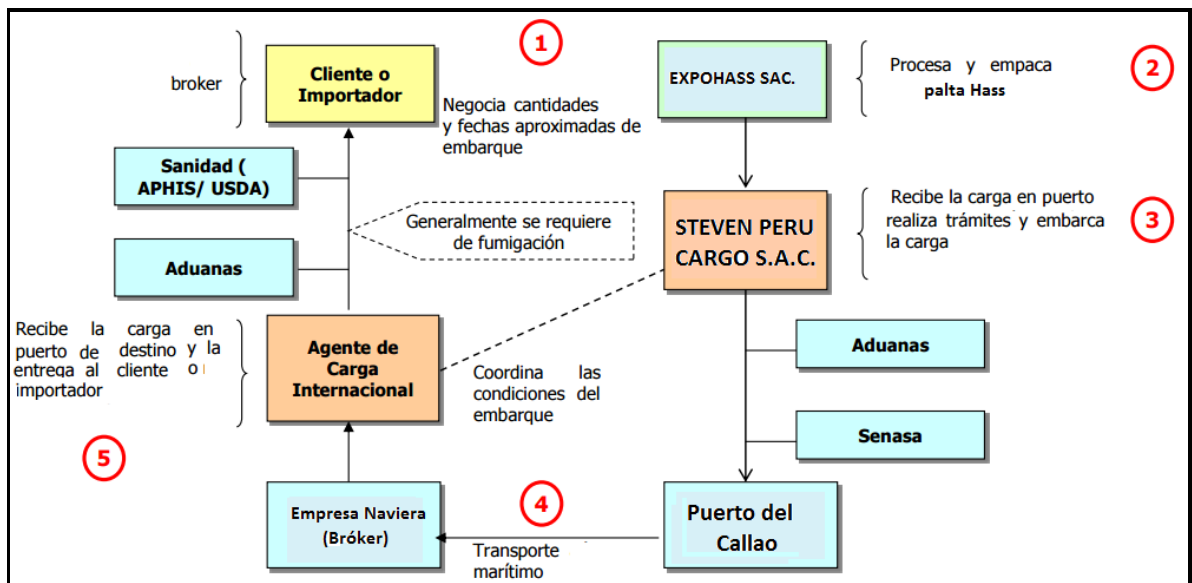 1
broker
Cliente o
Importador
Negocia cantidades
y fechas aproximadas de
embarque
EXPOHASS SAC.
Procesa y empaca
palta Hass
2
Sanidad (
APHIS/ USDA)
Generalmente se requiere
de fumigación
Aduanas
STEVEN PERU
CARGO S.A.C.
Recibe la carga en puerto
realiza trámites y embarca
la carga
3
Recibe la carga en
puerto de destino y la
entrega al cliente o
importador
Agente de
Carga
Internacional
Coordina las
condiciones del
embarque
Aduanas
Senasa
5
Empresa Naviera
(Bróker)
4
Transporte
marítimo
Puerto del
Callao